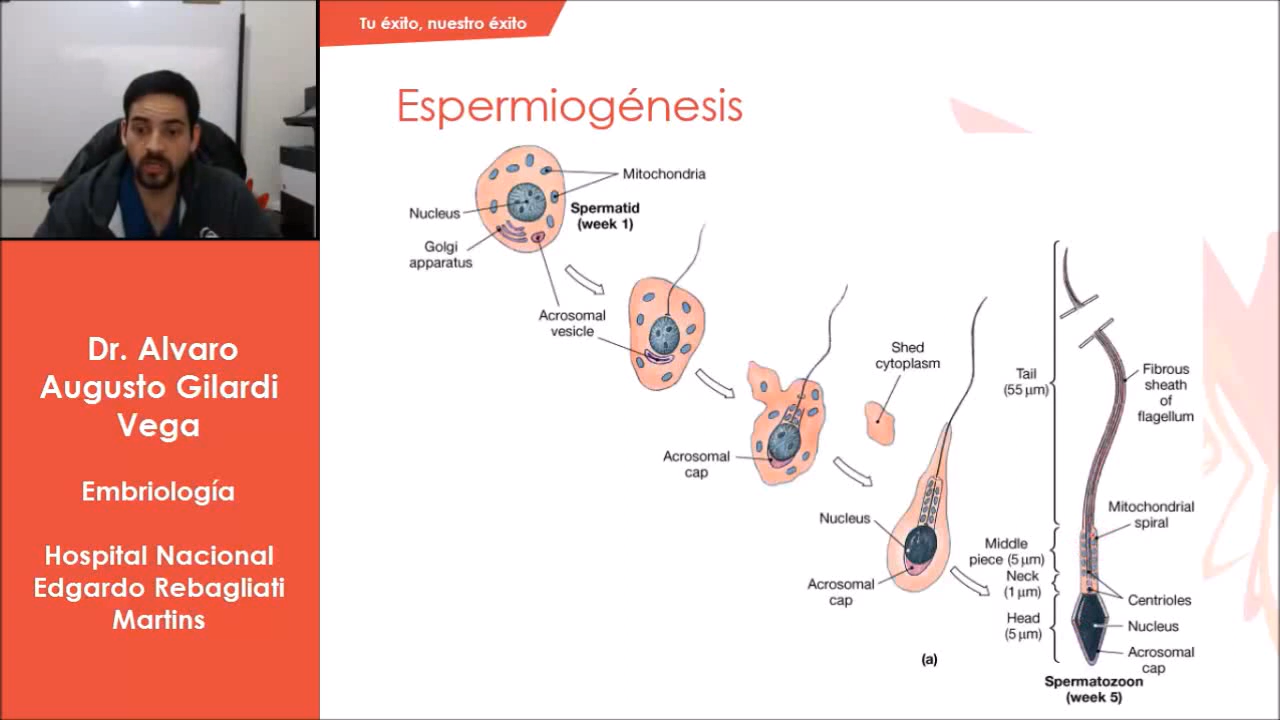 Tu éxito, nuestro éxito
Espermiogénesis
Dr. Alvaro
Augusto Gilardi
Vega
Embriología
Hospital Nacional
Edgardo Rebagliati
Martins
Mitochondria
Nucleus
Spermatid
(week 1)
Golgi
apparatus
Acrosomal
vesicle
Shed
cytoplasm
Acrosomal
cap
Nucleus
Acrosomal
cap
Tail
(55 µm)
Fibrous
sheath
of
flagellum
Mitochondrial
spiral
Middle
piece (5 µm)
Neck
(1 µm)
Head
(5 µm)
Centrioles
Nucleus
Acrosomal
cap
(a)
Spermatozoon
(week 5)